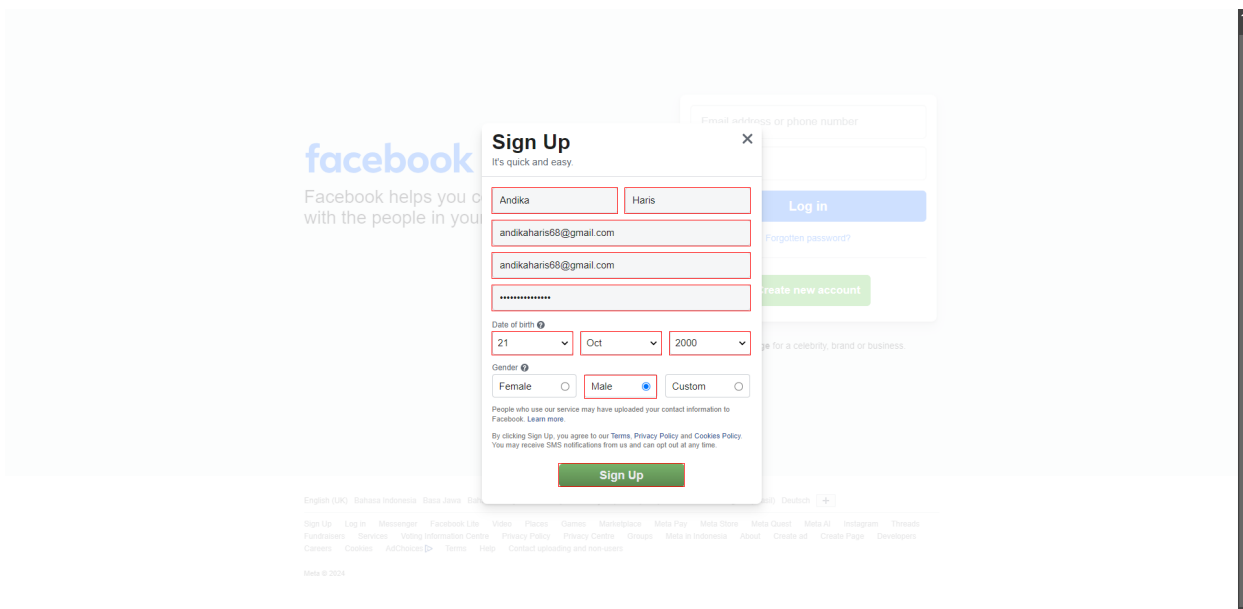 Email address or phone number
Sign Up
It's quick and easy.
facebook
Facebook helps you c
with the people in your
Andika
Haris
andikaharis68@gmail.com
andikaharis68@gmail.com
•••••••••••••••
Log in
Forgotten password?
Create new account
Date of birth
21
Oct
2000
for a celebrity, brand or business.
Gender
Female
Male
Custom
People who use our service may have uploaded your contact information to
Facebook. Learn more.
By clicking Sign Up, you agree to our Terms, Privacy Policy and Cookies Policy.
You may receive SMS notifications from us and can opt out at any time.
Sign Up
English (UK) Bahasa Indonesia Basa Jawa Deutsch +
Sign Up Log in Messenger Facebook Lite Video Places Games Marketplace Meta Pay Meta Store Meta Quest Meta AI Instagram Threads
Fundraisers Services Voting Information Centre Privacy Policy Privacy Centre Groups Meta in Indonesia About Create ad Create Page Developers
Careers Cookies AdChoices Terms Help Contact uploading and non-users
Meta © 2024